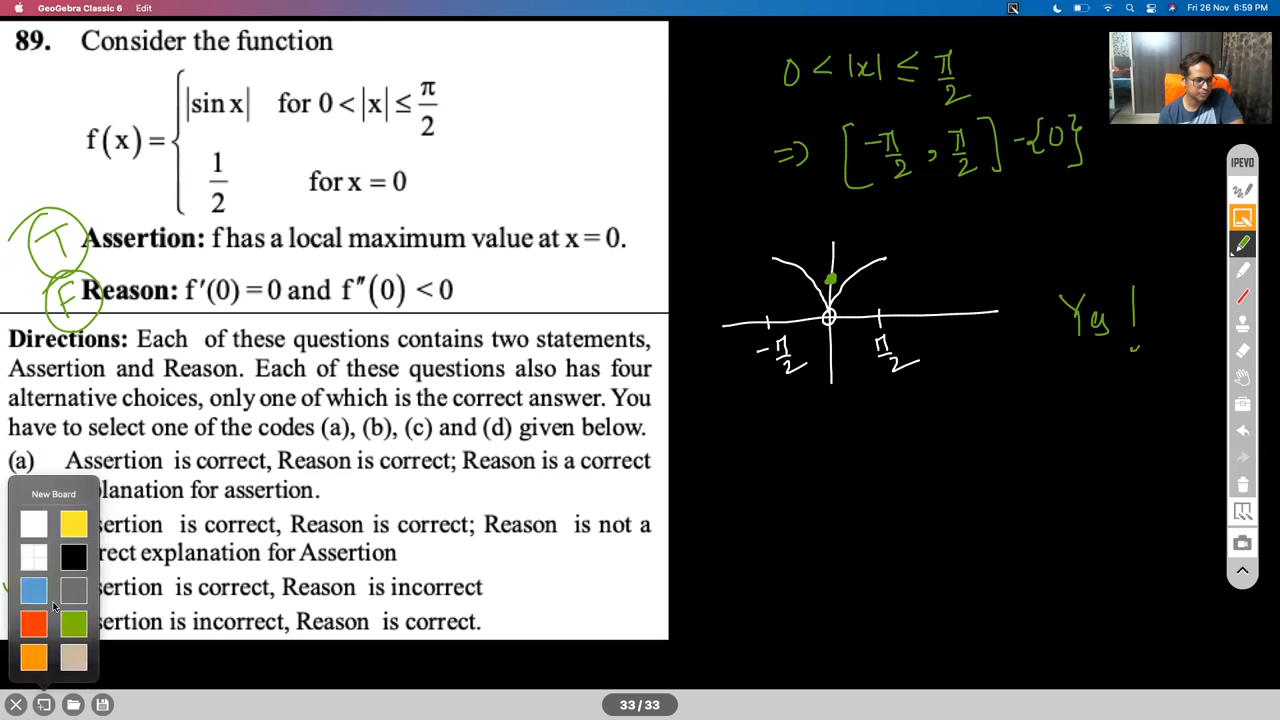 GeoGebra Classic 6 Edit
Fri 26 Nov 6:59 PM
89. Consider the function
f(x) = { |sin x| for 0 < |x| ≤ π/2
1/2 for x = 0
T Assertion: f has a local maximum value at x = 0.
F Reason: f′(0) = 0 and f″(0) < 0
Directions: Each of these questions contains two statements,
Assertion and Reason. Each of these questions also has four
alternative choices, only one of which is the correct answer. You
have to select one of the codes (a), (b), (c) and (d) given below.
(a) Assertion is correct, Reason is correct; Reason is a correct
planation for assertion.
sertion is correct, Reason is correct; Reason is not a
rrect explanation for Assertion
sertion is correct, Reason is incorrect
sertion is incorrect, Reason is correct.
New Board
0 < |x| ≤ π/2
⇒ [-π/2, π/2] - {0}
-π/2 π/2
Yes !
IPEVO
33 / 33